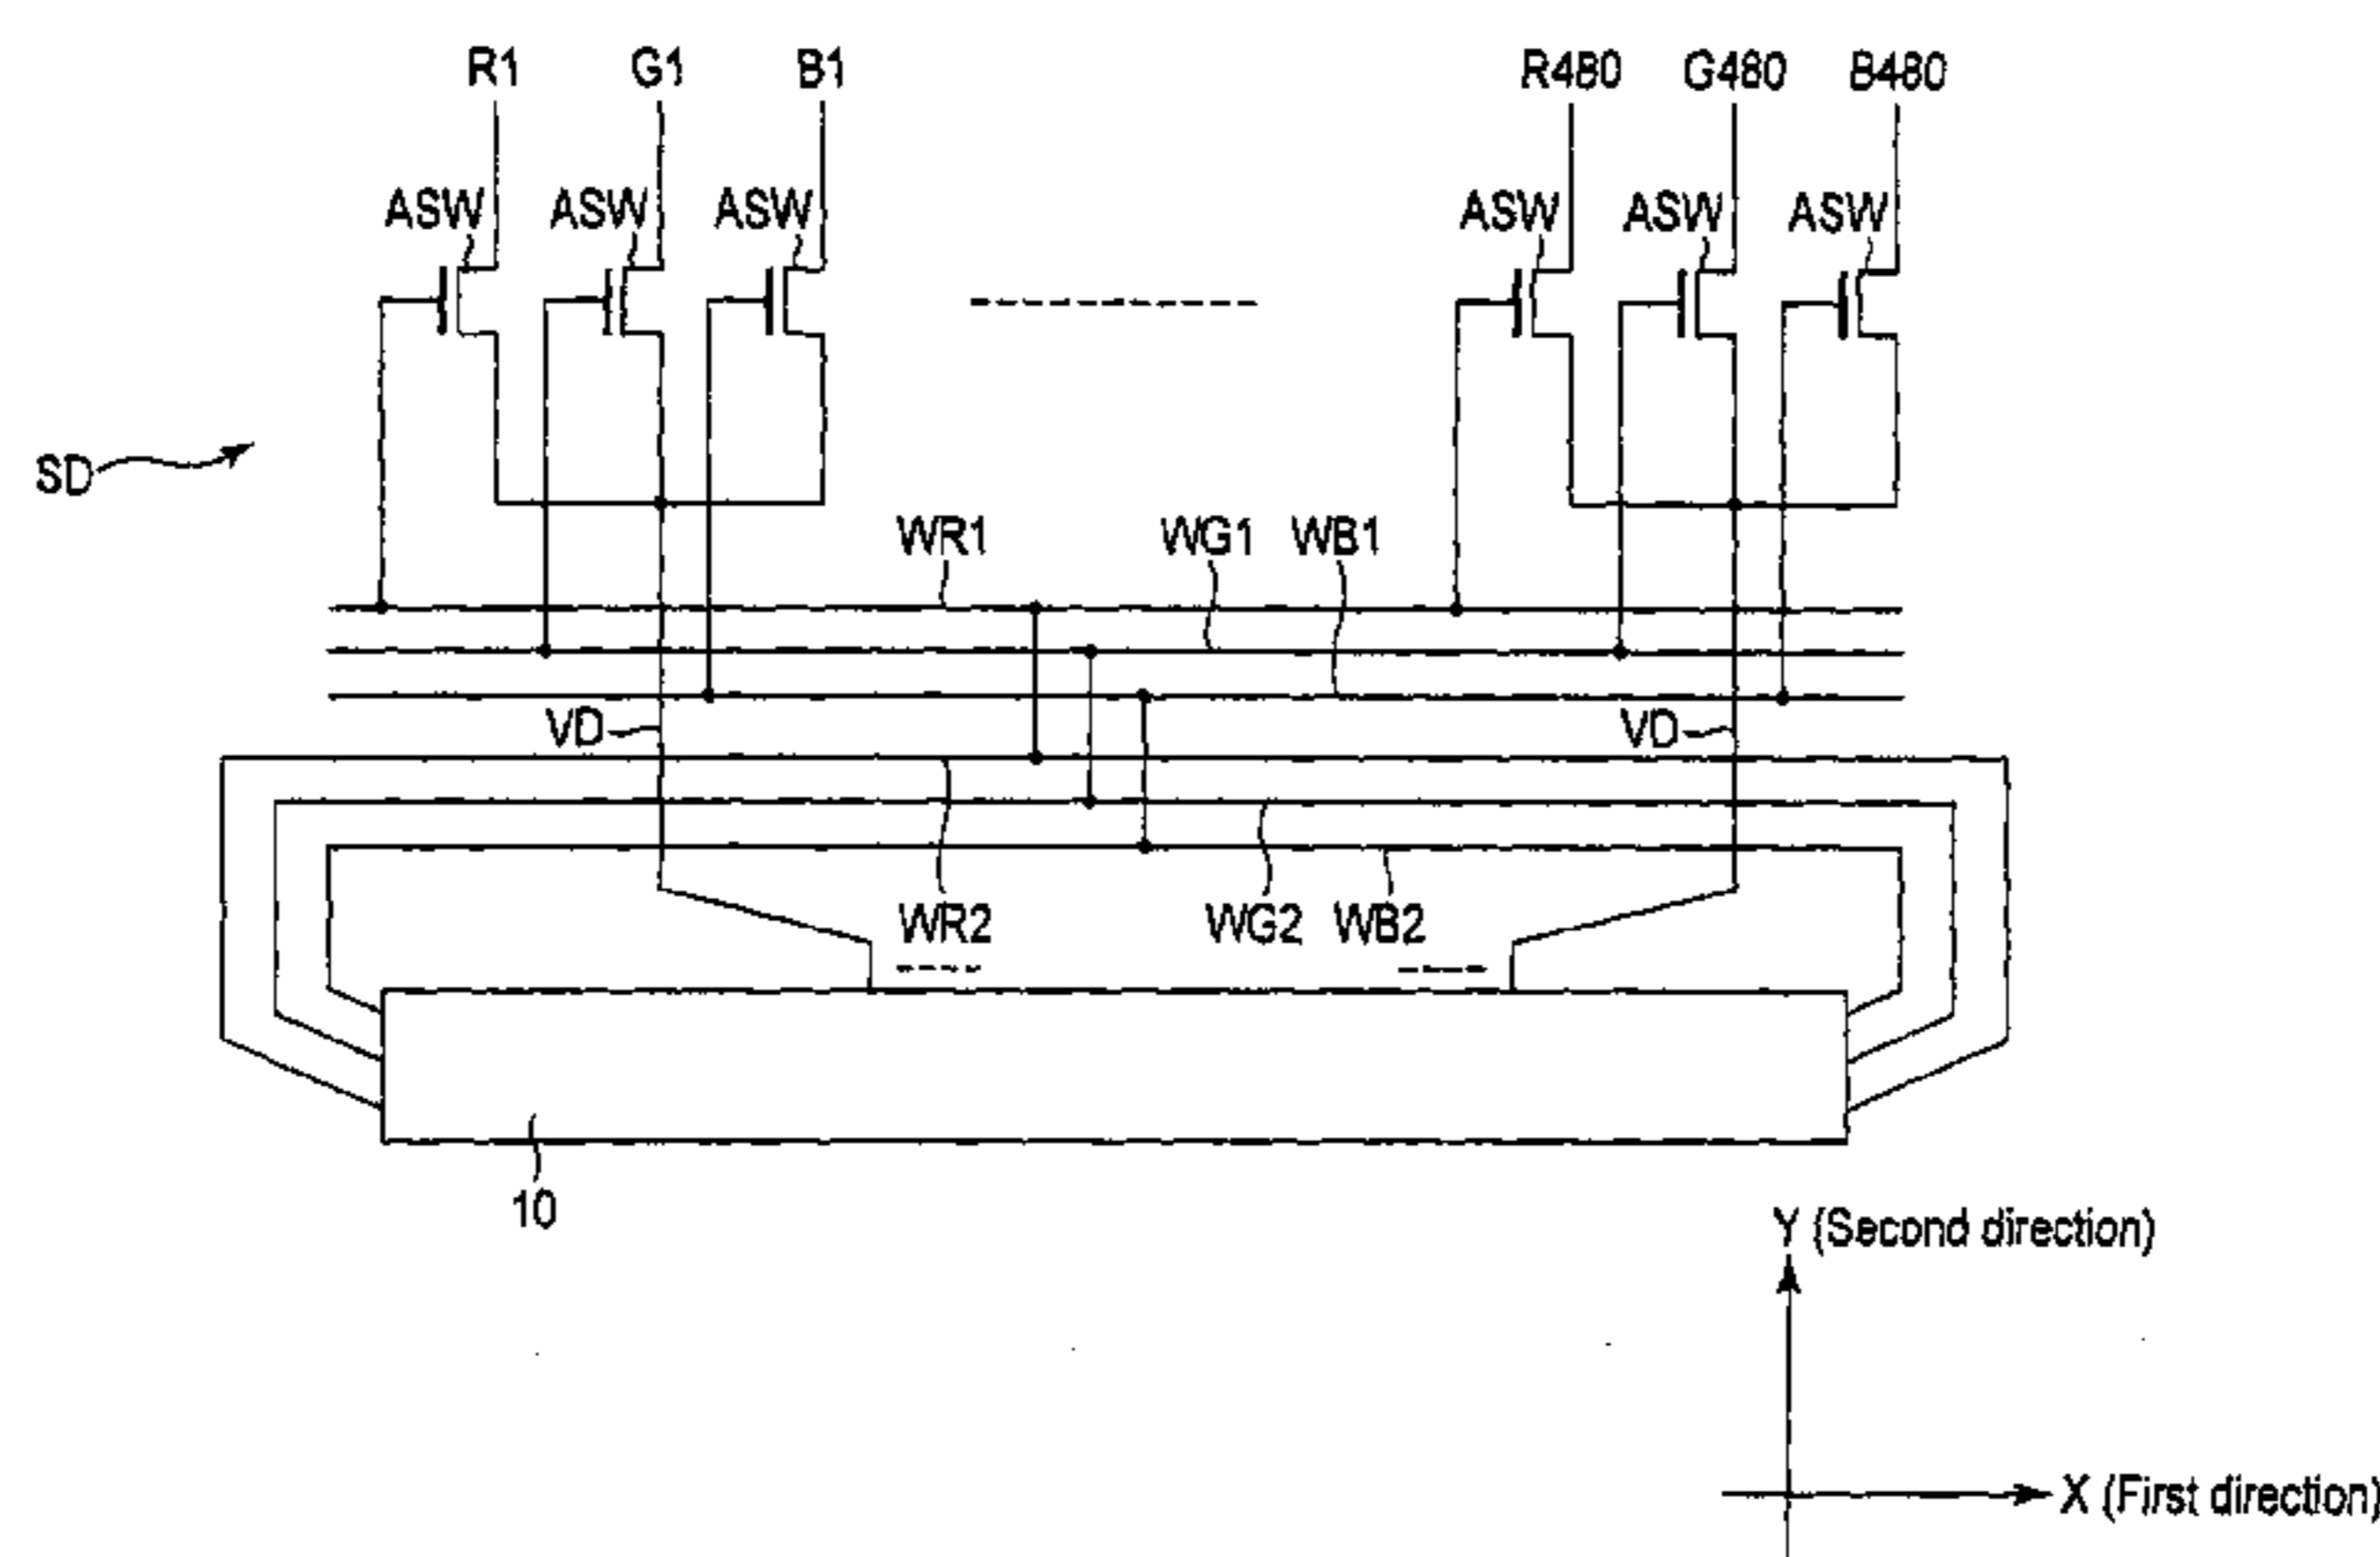 R1 G1 B1 R480 G480 B480
ASW ASW ASW ASW ASW ASW
SD
WR1 WG1 WB1
VD VD
WR2 WG2 WB2
10
Y (Second direction)
X (First direction)